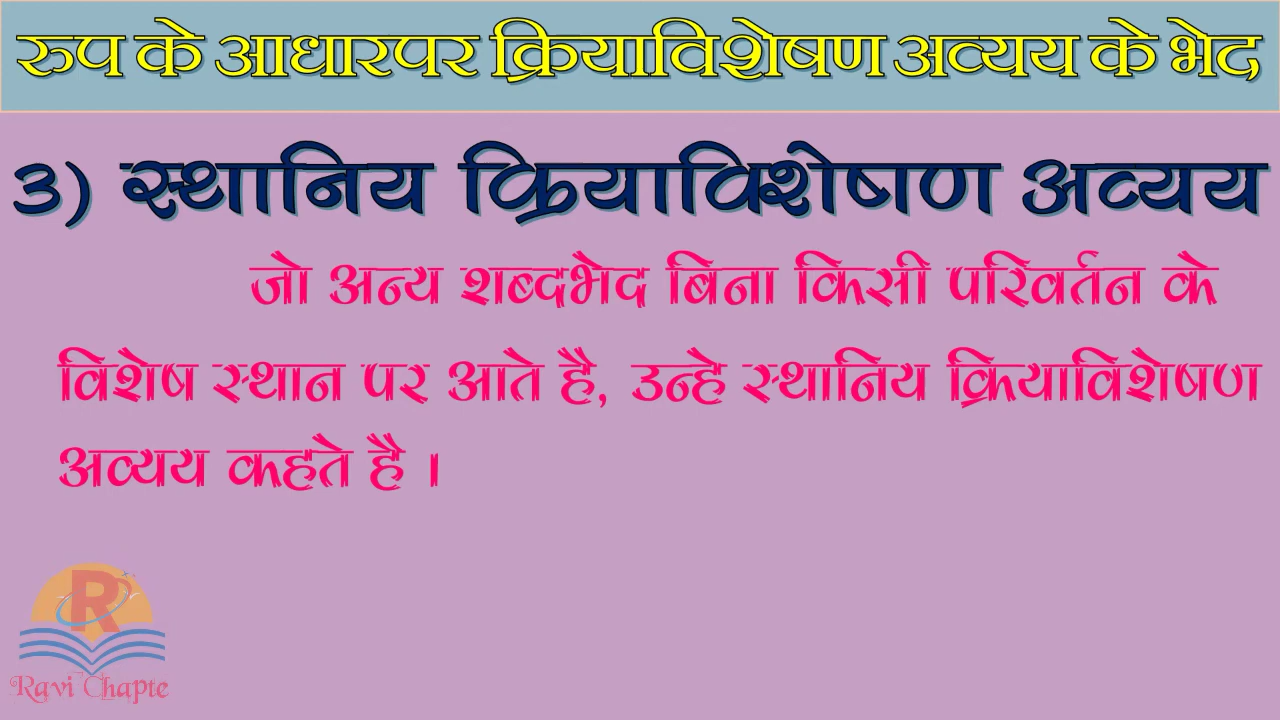 रुप के आधारपर क्रियाविशेषण अव्यय के भेद
3) स्थानिय क्रियाविशेषण अव्यय
जो अन्य शब्दभेद बिना किसी परिवर्तन के
विशेष स्थान पर आते है, उन्हे स्थानिय क्रियाविशेषण
अव्यय कहते है ।
R
Ravi Chapte